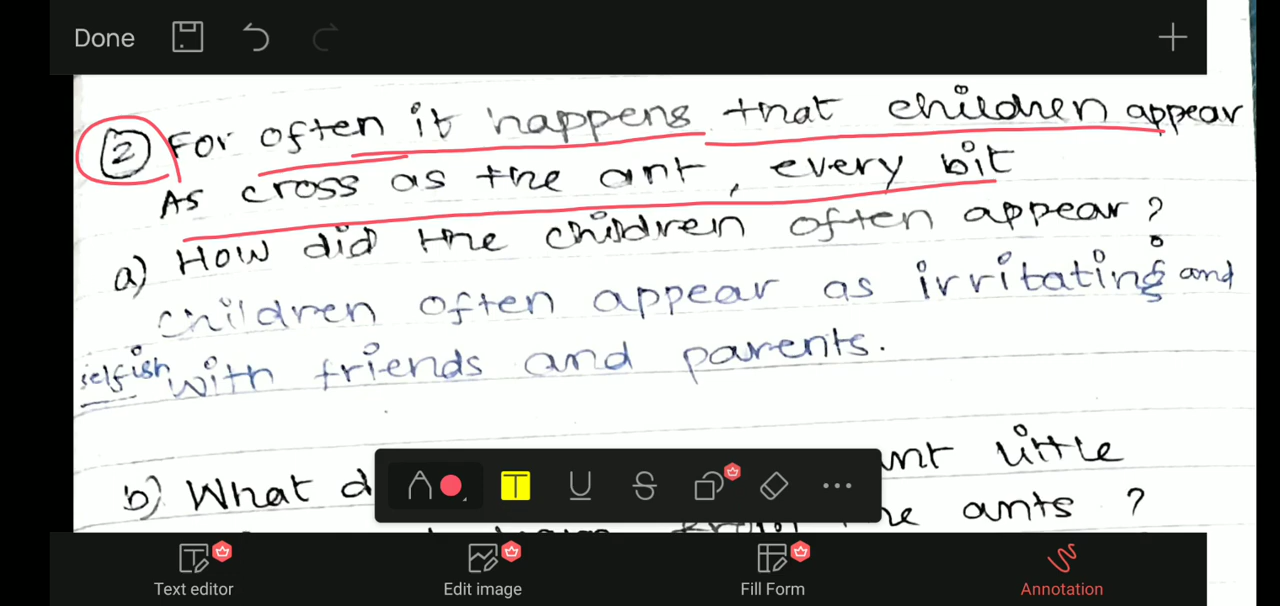 Done
② For often it happens that children appear
As cross as the ant, every bit
a) How did the children often appear?
children often appear as irritating and
selfish with friends and parents.
b) What d
nt little
the ants ?
Text editor
Edit image
Fill Form
Annotation